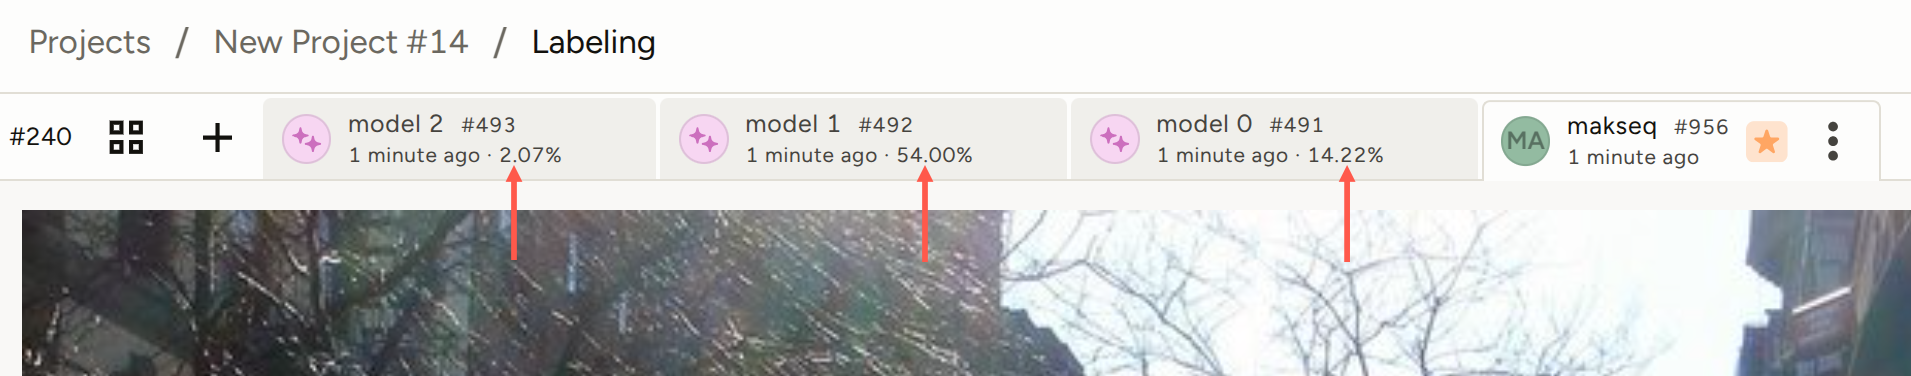 Projects / New Project #14 / Labeling
#240
model 2 #493
1 minute ago · 2.07%
model 1 #492
1 minute ago · 54.00%
model 0 #491
1 minute ago · 14.22%
MA
makseq #956
1 minute ago